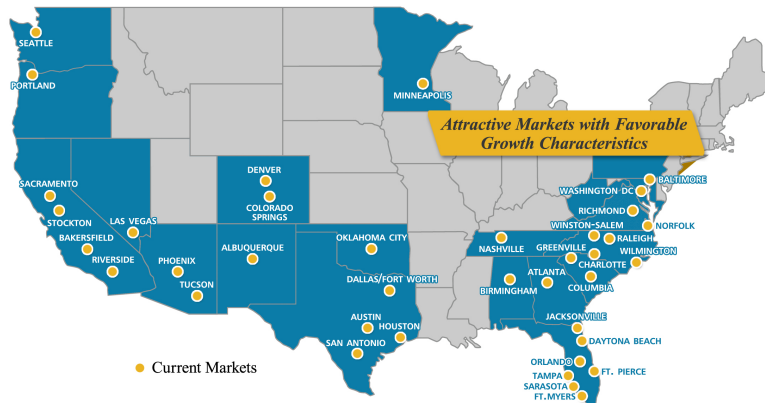 SEATTLE
PORTLAND
MINNEAPOLIS
Attractive Markets with Favorable
Growth Characteristics
DENVER
COLORADO
SPRINGS
SACRAMENTO
STOCKTON
BAKERSFIELD
RIVERSIDE
LAS VEGAS
PHOENIX
TUCSON
ALBUQUERQUE
OKLAHOMA CITY
DALLAS/FORT WORTH
AUSTIN
HOUSTON
SAN ANTONIO
BALTIMORE
WASHINGTON DC
RICHMOND
NORFOLK
WINSTON-SALEM
RALEIGH
NASHVILLE
GREENVILLE
WILMINGTON
CHARLOTTE
ATLANTA
COLUMBIA
BIRMINGHAM
JACKSONVILLE
DAYTONA BEACH
ORLANDO
FT. PIERCE
TAMPA
SARASOTA
FT.MYERS
Current Markets